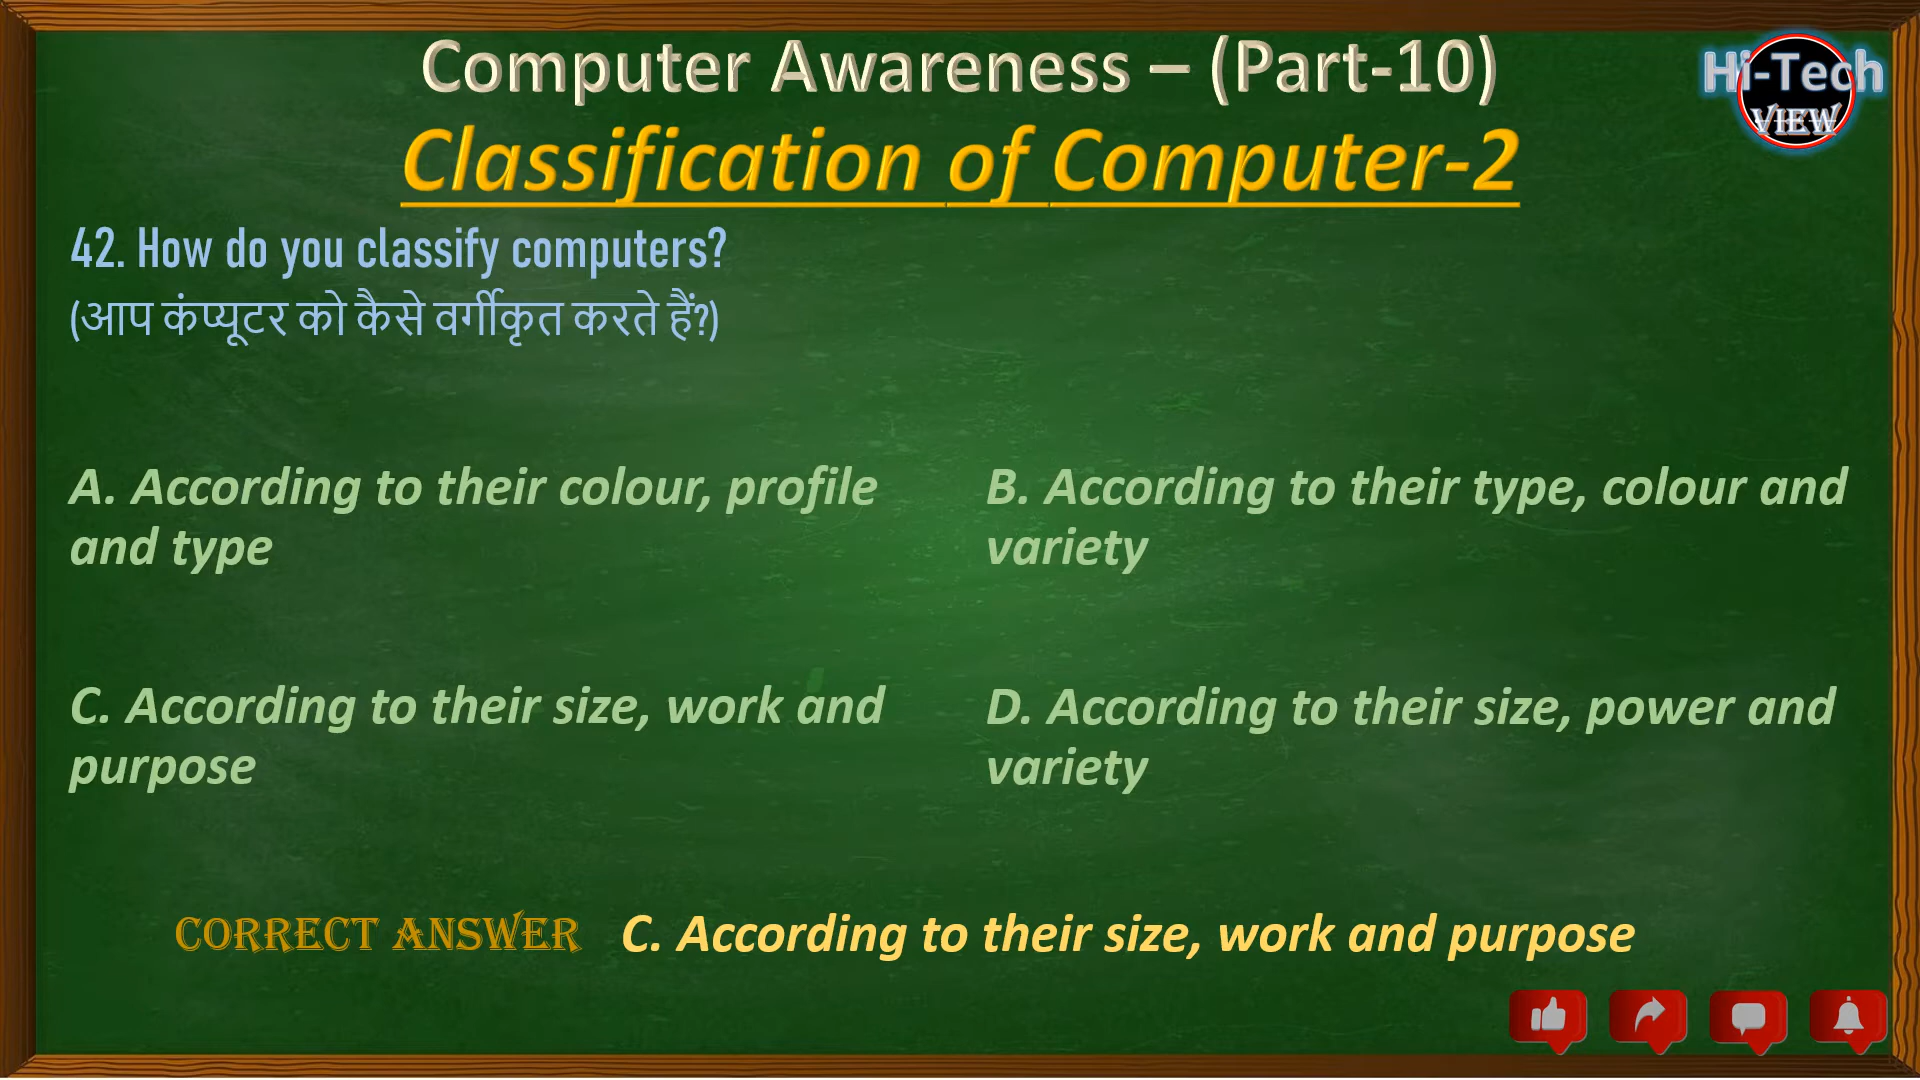 Computer Awareness – (Part-10)
Hi-Tech
VIEW
Classification of Computer-2
42. How do you classify computers?
(आप कंप्यूटर को कैसे वर्गीकृत करते हैं?)
A. According to their colour, profile
and type
B. According to their type, colour and
variety
C. According to their size, work and
purpose
D. According to their size, power and
variety
CORRECT ANSWER C. According to their size, work and purpose